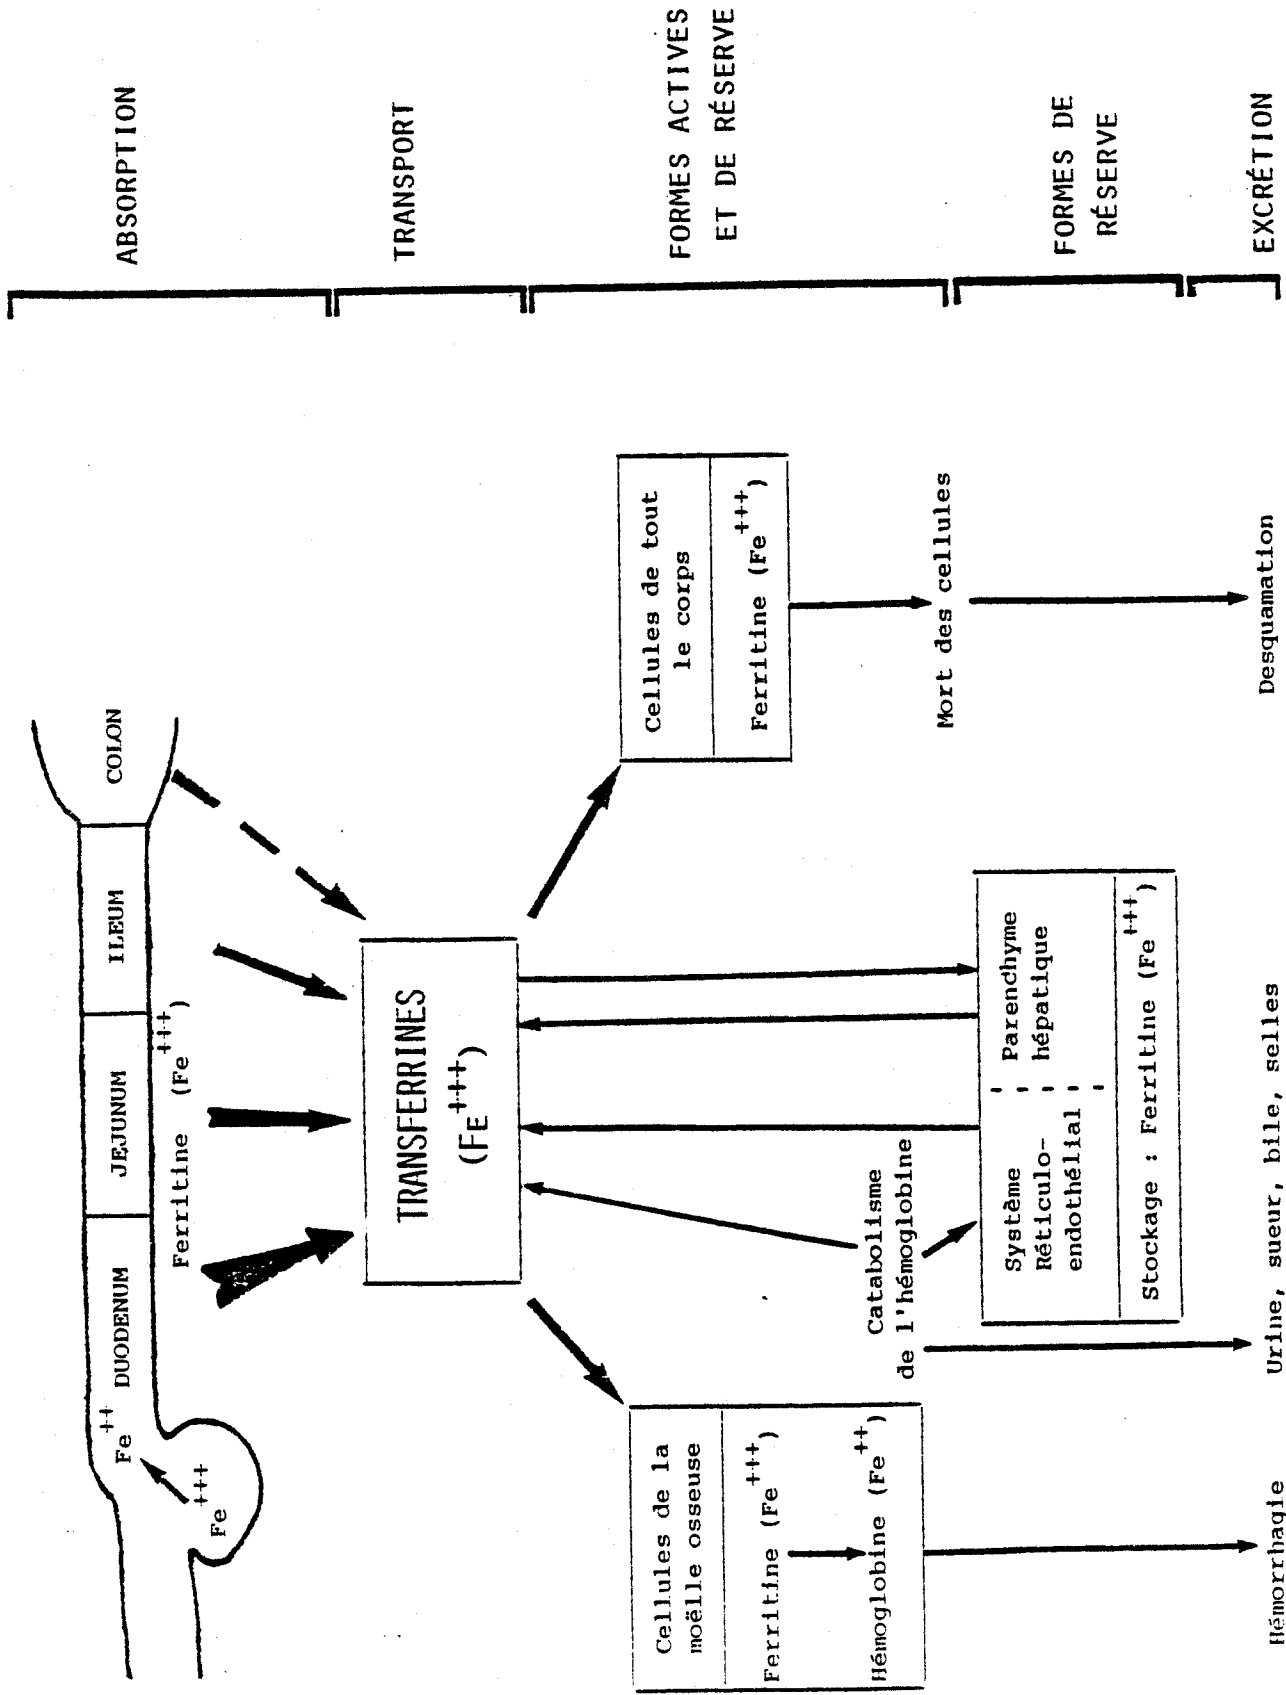 ABSORPTION
TRANSPORT
FORMES ACTIVES
ET DE RÉSERVE
FORMES DE
RÉSERVE
EXCRÉTION
Fe+++
Fe++
DUODENUM
JEJUNUM
ILEUM
COLON
Ferritine (Fe+++)
TRANSFERRINES
(FE+++)
Cellules de la
moëlle osseuse
Ferritine (Fe+++)
Hémoglobine (Fe++)
Catabolisme
de l'hémoglobine
Cellules de tout
le corps
Ferritine (Fe+++)
Mort des cellules
Système
Réticulo-
endothélial
Parenchyme
hépatique
Stockage : Ferritine (Fe+++)
Hémorrhagie
Urine, sueur, bile, selles
Desquamation